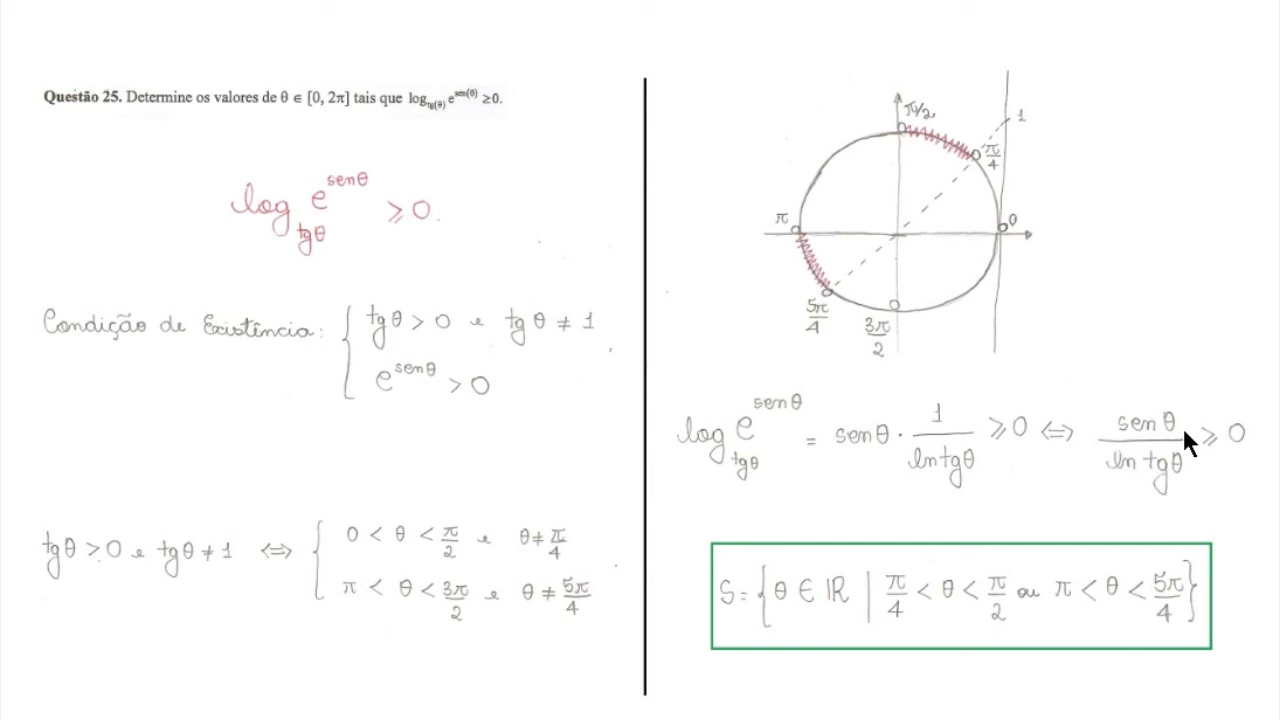 Questão 25. Determine os valores de θ ∈ [0, 2π] tais que log_tg(θ) e^sen(θ) ≥0.
log_tgθ e^senθ ≥ 0.
Condição de Existência: { tgθ > 0 e tgθ ≠ 1
e^senθ > 0
tgθ > 0 e tgθ ≠ 1 ⇔ { 0 < θ < π/2 e θ ≠ π/4
π < θ < 3π/2 e θ ≠ 5π/4
π/2
1
π/4
π
0
5π/4
3π/2
log_tgθ e^senθ = senθ · 1/ln tgθ ≥ 0 ⇔ senθ/ln tgθ ≥ 0
S = {θ ∈ IR | π/4 < θ < π/2 ou π < θ < 5π/4}